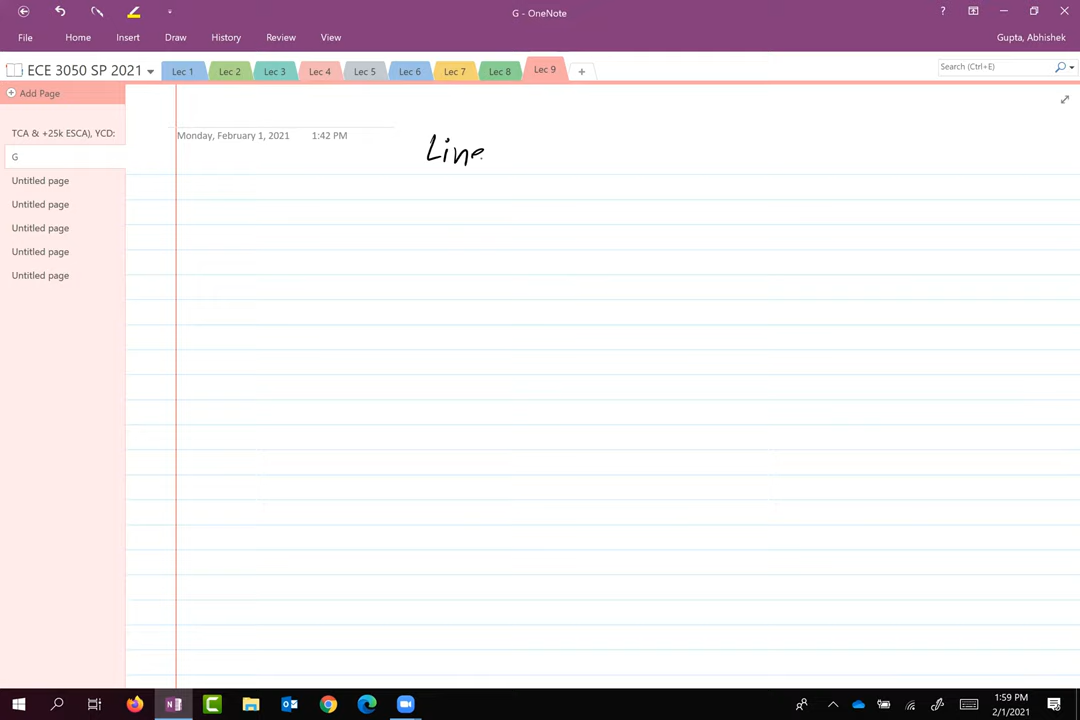 G - OneNote
?
File Home Insert Draw History Review View
Gupta, Abhishek
ECE 3050 SP 2021
Lec 1 Lec 2 Lec 3 Lec 4 Lec 5 Lec 6 Lec 7 Lec 8 Lec 9 +
Search (Ctrl+E)
Add Page
TCA & +25k ESCA), YCD:
G
Untitled page
Untitled page
Untitled page
Untitled page
Untitled page
Monday, February 1, 2021 1:42 PM
Line
1:59 PM
2/1/2021